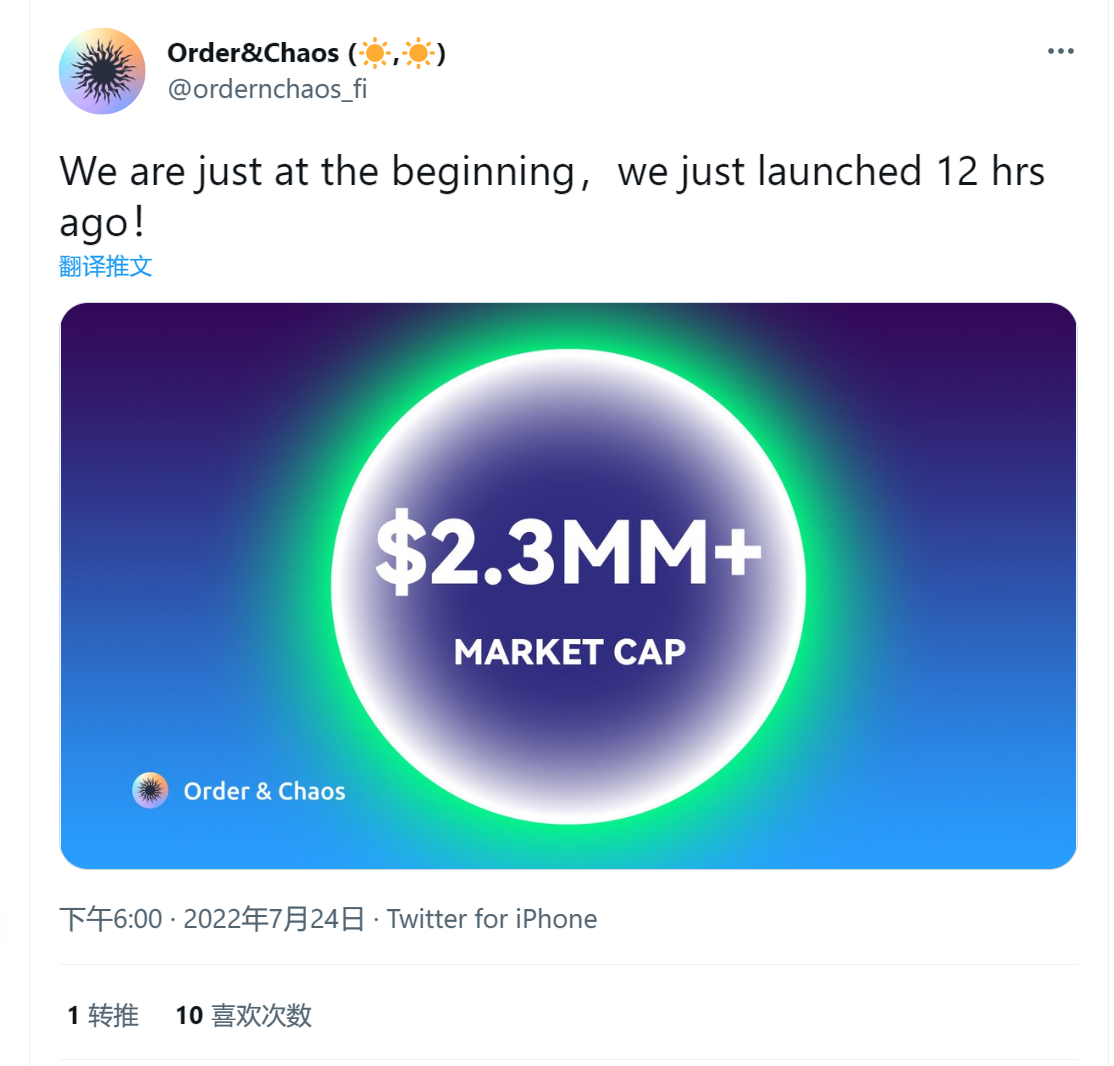 Order&Chaos (☀️,☀️)
@ordernchaos_fi
We are just at the beginning，we just launched 12 hrs
ago！
翻译推文
$2.3MM+
MARKET CAP
Order & Chaos
下午6:00 · 2022年7月24日 · Twitter for iPhone
1 转推 10 喜欢次数